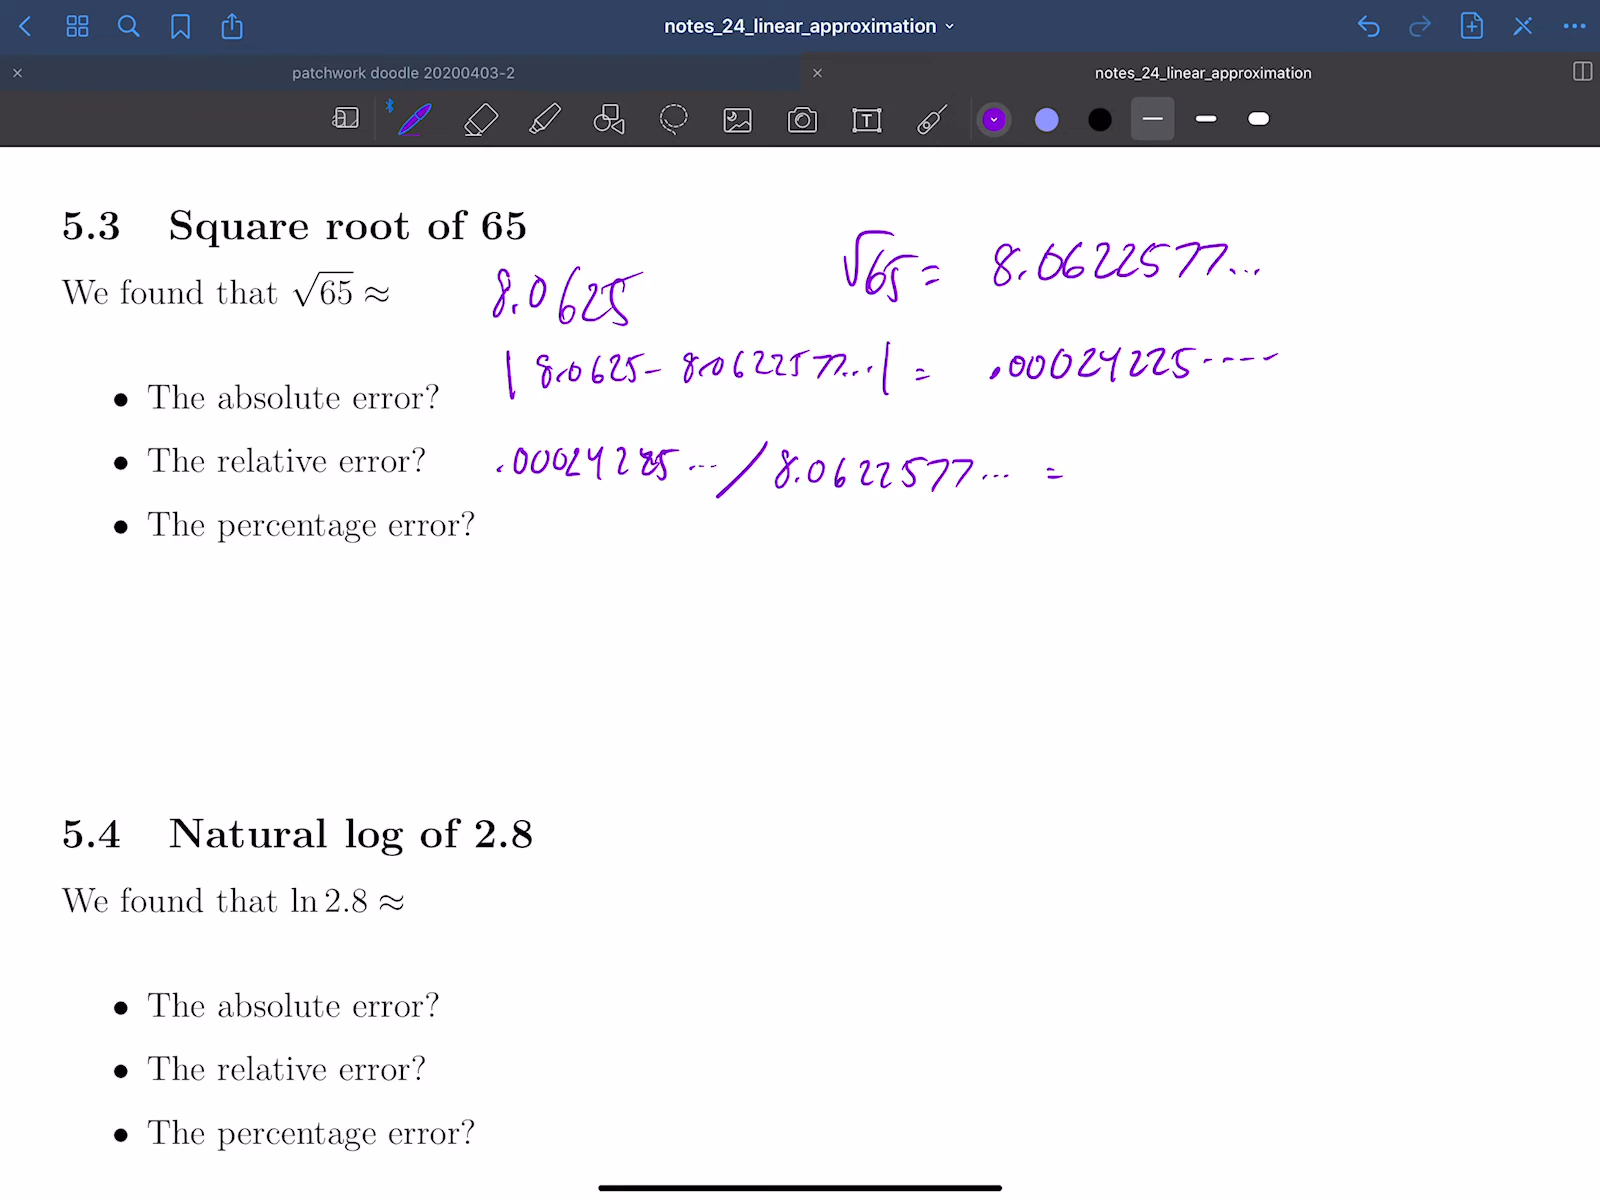 notes_24_linear_approximation
patchwork doodle 20200403-2
notes_24_linear_approximation
T
5.3 Square root of 65
We found that √65 ≈ 8.0625
√65 = 8.0622577...
• The absolute error? | 8.0625 - 8.0622577... | = .00024225----
• The relative error? .00024225... / 8.0622577... =
• The percentage error?
5.4 Natural log of 2.8
We found that ln 2.8 ≈
• The absolute error?
• The relative error?
• The percentage error?